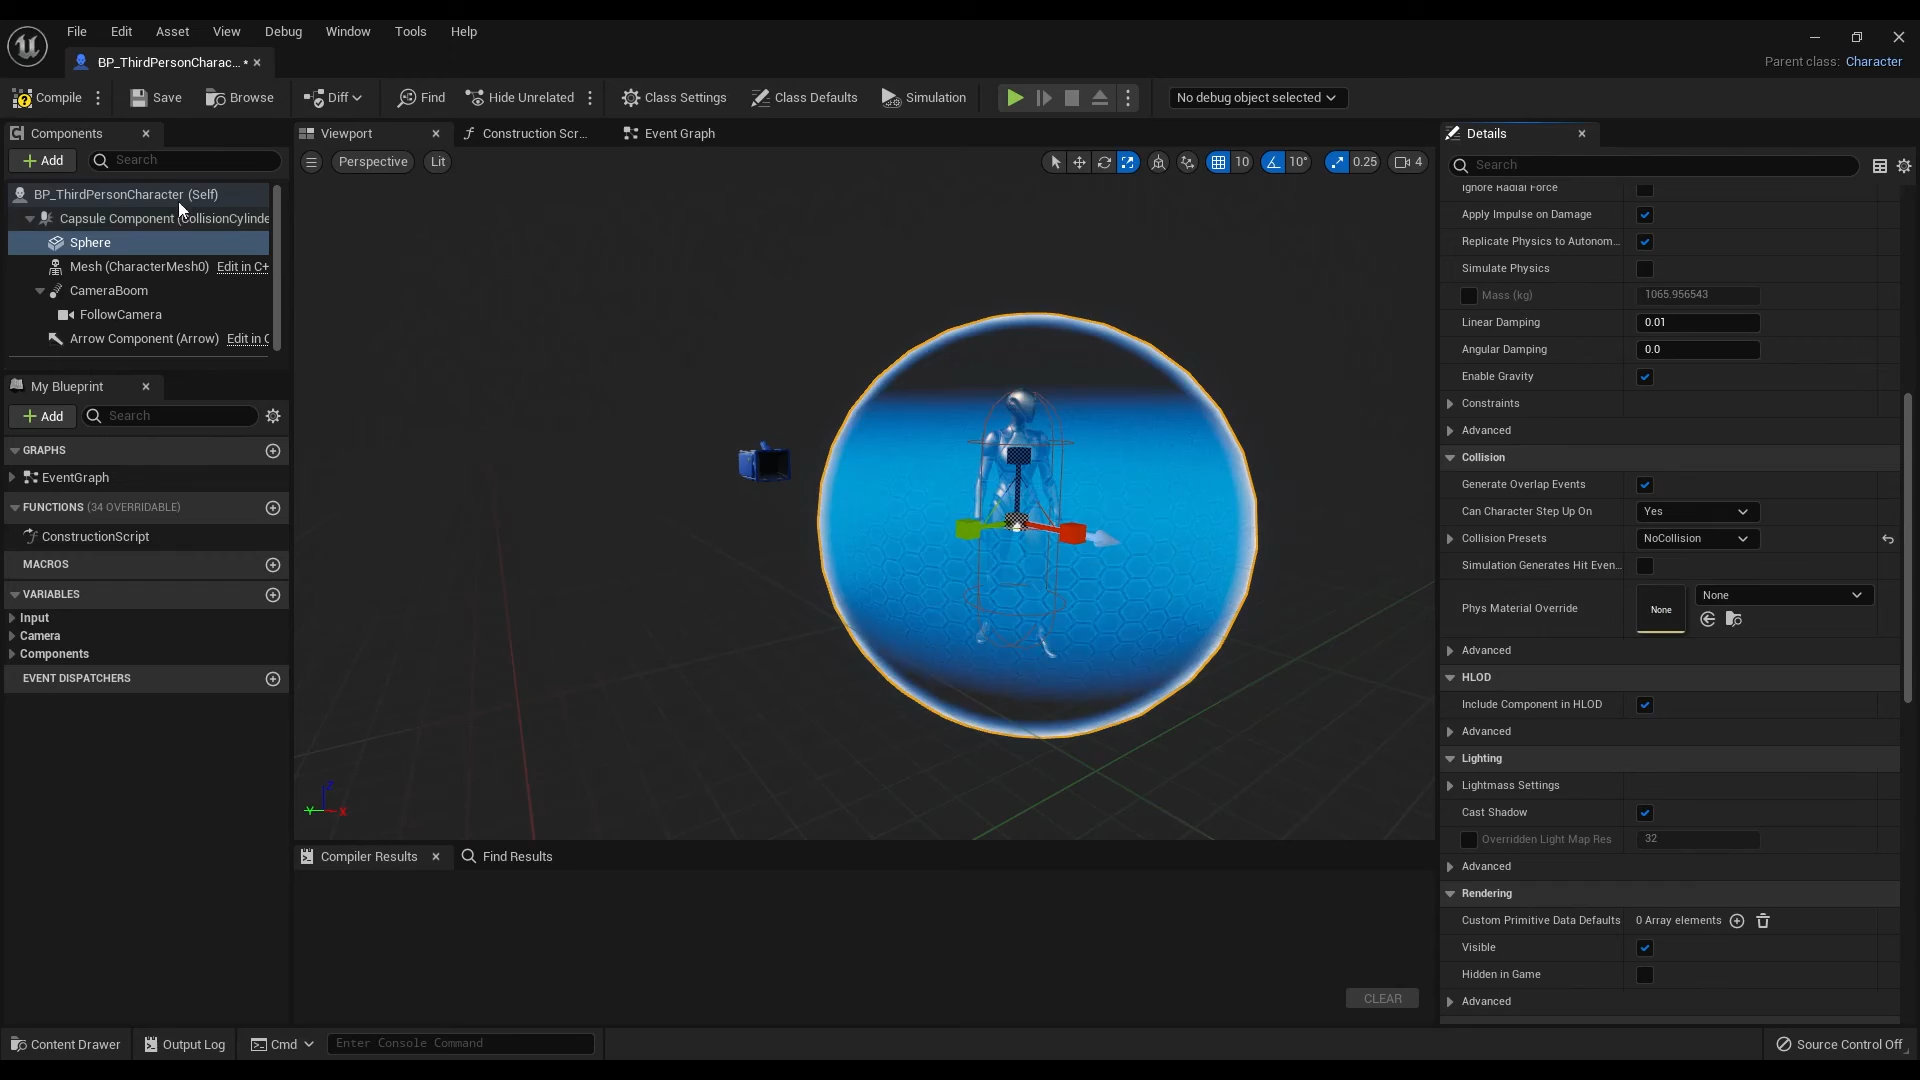 File Edit Asset View Debug Window Tools Help
BP_ThirdPersonCharac... •
Parent class: Character
Compile
Save
Browse
Diff
Find
Hide Unrelated
Class Settings
Class Defaults
Simulation
No debug object selected
Components
Add
Search
BP_ThirdPersonCharacter (Self)
Capsule Component (CollisionCylinde
Sphere
Mesh (CharacterMesh0) Edit in C+
CameraBoom
FollowCamera
Arrow Component (Arrow) Edit in C
My Blueprint
Add
Search
GRAPHS
EventGraph
FUNCTIONS (34 OVERRIDABLE)
ConstructionScript
MACROS
VARIABLES
Input
Camera
Components
EVENT DISPATCHERS
Viewport
Construction Scr...
Event Graph
Perspective
Lit
10
10°
0.25
4
Z
Y
X
Compiler Results
Find Results
CLEAR
Details
Search
Ignore Radial Force
Apply Impulse on Damage
Replicate Physics to Autonom...
Simulate Physics
Mass (kg) 1065.956543
Linear Damping 0.01
Angular Damping 0.0
Enable Gravity
Constraints
Advanced
Collision
Generate Overlap Events
Can Character Step Up On Yes
Collision Presets NoCollision
Simulation Generates Hit Even...
Phys Material Override None None
Advanced
HLOD
Include Component in HLOD
Advanced
Lighting
Lightmass Settings
Cast Shadow
Overridden Light Map Res 32
Advanced
Rendering
Custom Primitive Data Defaults 0 Array elements
Visible
Hidden in Game
Advanced
Content Drawer
Output Log
Cmd
Enter Console Command
Source Control Off